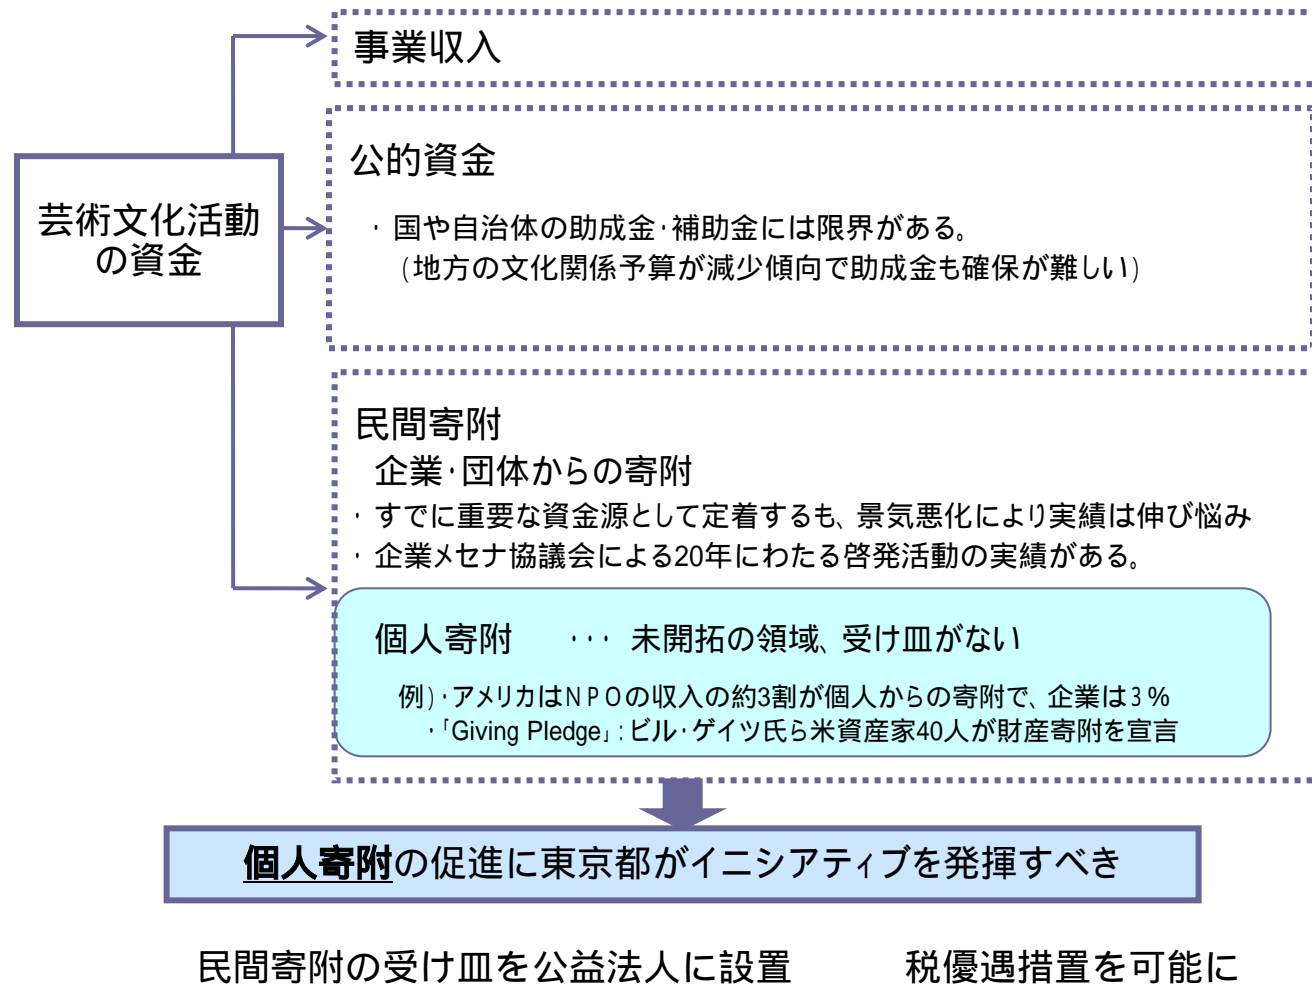 事業収入
公的資金
・国や自治体の助成金・補助金には限界がある。
(地方の文化関係予算が減少傾向で助成金も確保が難しい)
芸術文化活動
の資金
民間寄附
企業・団体からの寄附
・すでに重要な資金源として定着するも、景気悪化により実績は伸び悩み
・企業メセナ協議会による20年にわたる啓発活動の実績がある。
個人寄附 ・・・ 未開拓の領域、受け皿がない
例)・アメリカはNPOの収入の約3割が個人からの寄附で、企業は3%
・「Giving Pledge」:ビル・ゲイツ氏ら米資産家40人が財産寄附を宣言
個人寄附の促進に東京都がイニシアティブを発揮すべき
民間寄附の受け皿を公益法人に設置 税優遇措置を可能に